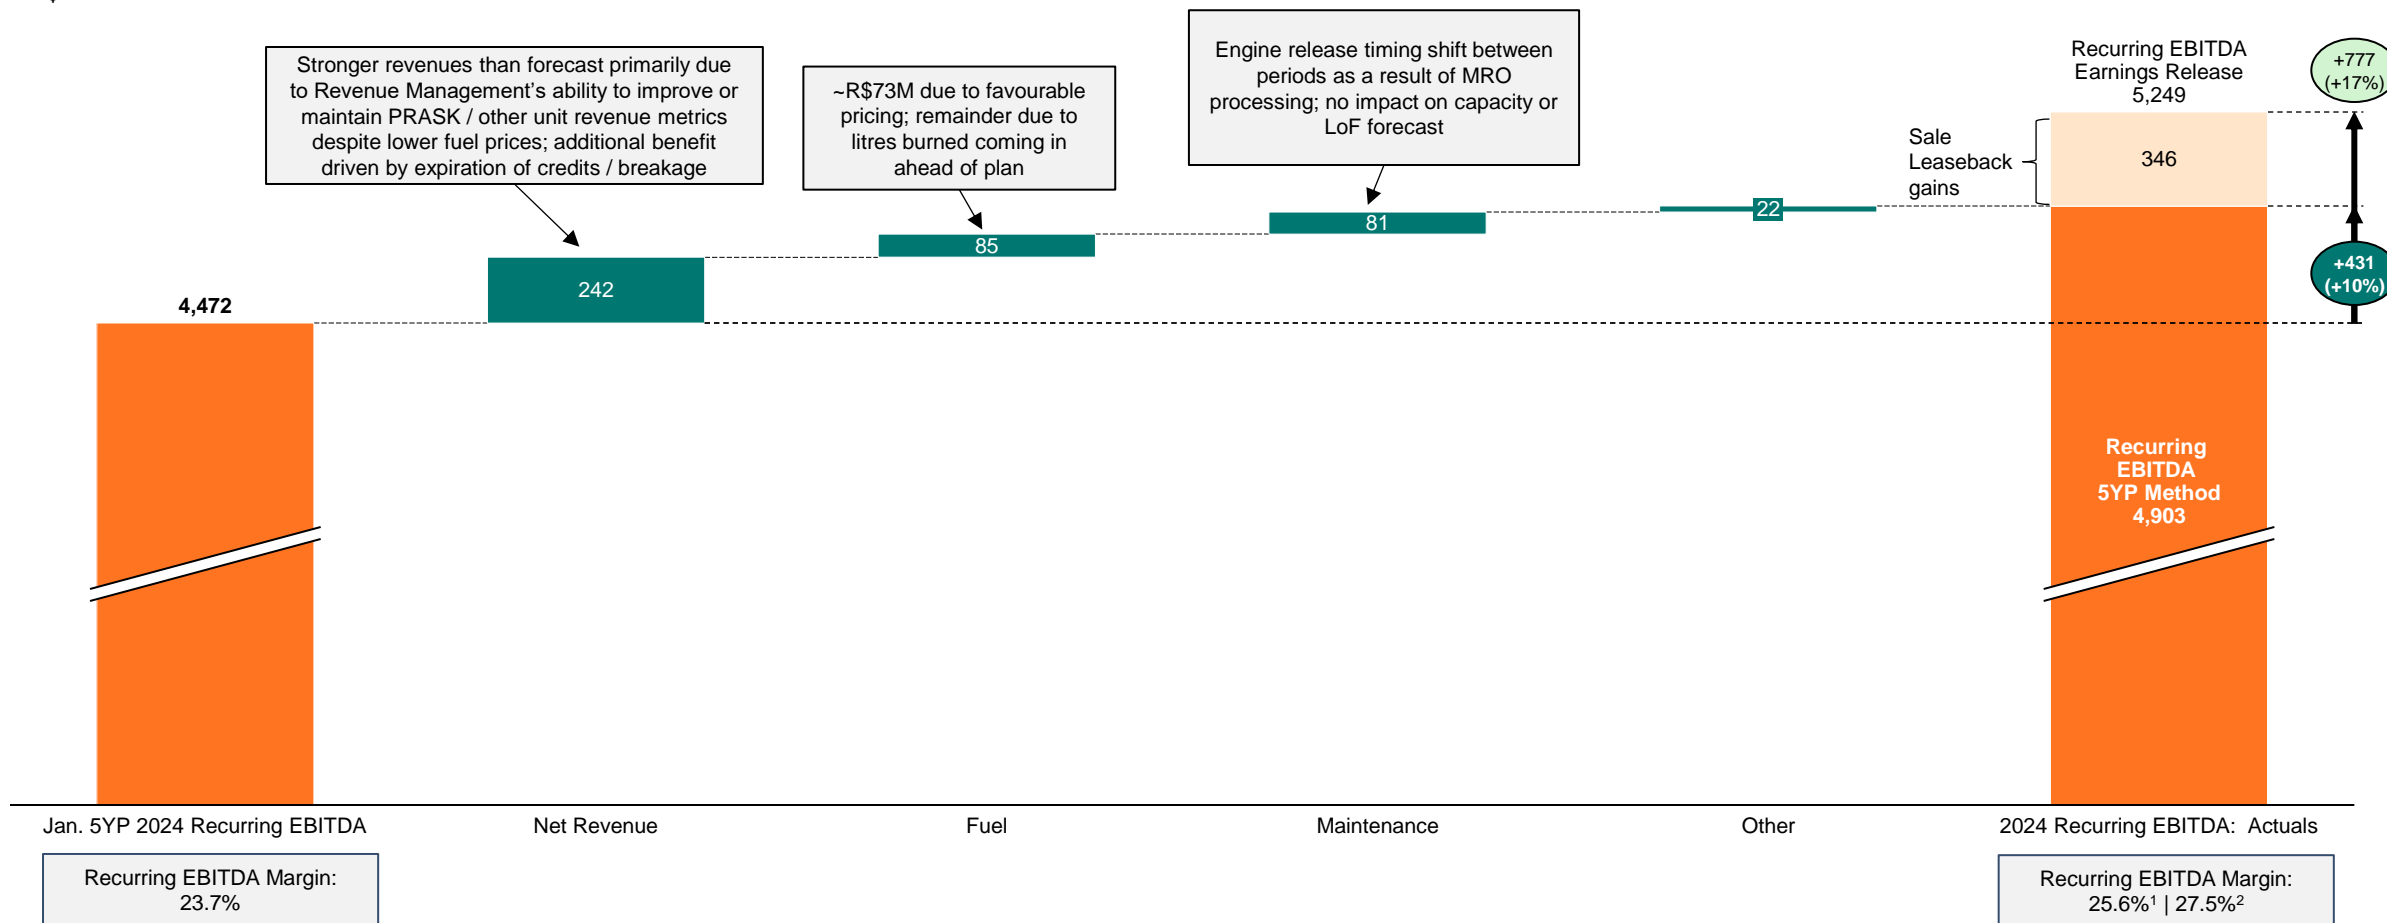 Stronger revenues than forecast primarily due
to Revenue Management's ability to improve or
maintain PRASK / other unit revenue metrics
despite lower fuel prices; additional benefit
driven by expiration of credits / breakage
~R$73M due to favourable
pricing; remainder due to
litres burned coming in
ahead of plan
Engine release timing shift between
periods as a result of MRO
processing; no impact on capacity or
LoF forecast
Recurring EBITDA
Earnings Release
5,249
+777
(+17%)
Sale
Leaseback
gains
346
22
81
85
242
4,472
+431
(+10%)
Recurring
EBITDA
5YP Method
4,903
Jan. 5YP 2024 Recurring EBITDA
Net Revenue
Fuel
Maintenance
Other
2024 Recurring EBITDA: Actuals
Recurring EBITDA Margin:
23.7%
Recurring EBITDA Margin:
25.6%¹ | 27.5%²